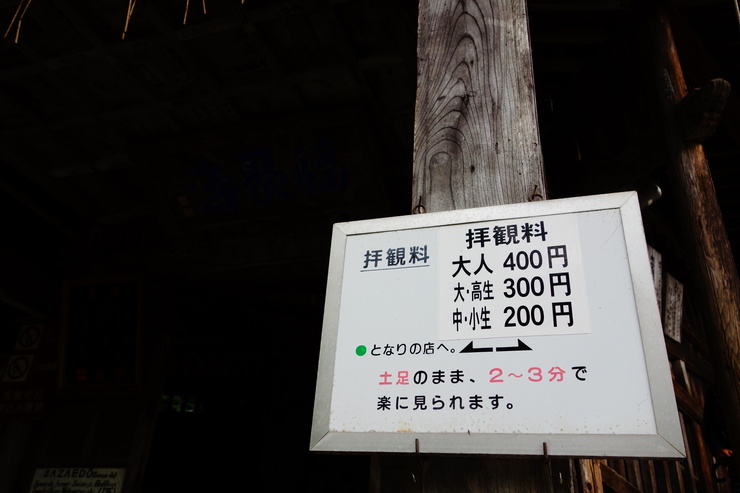 拝観料
拝観料
大人 400円
大・高生 300円
中・小生 200円
●となりの店へ。
土足のまま、2〜3分で
楽に見られます。
SAZAEDO